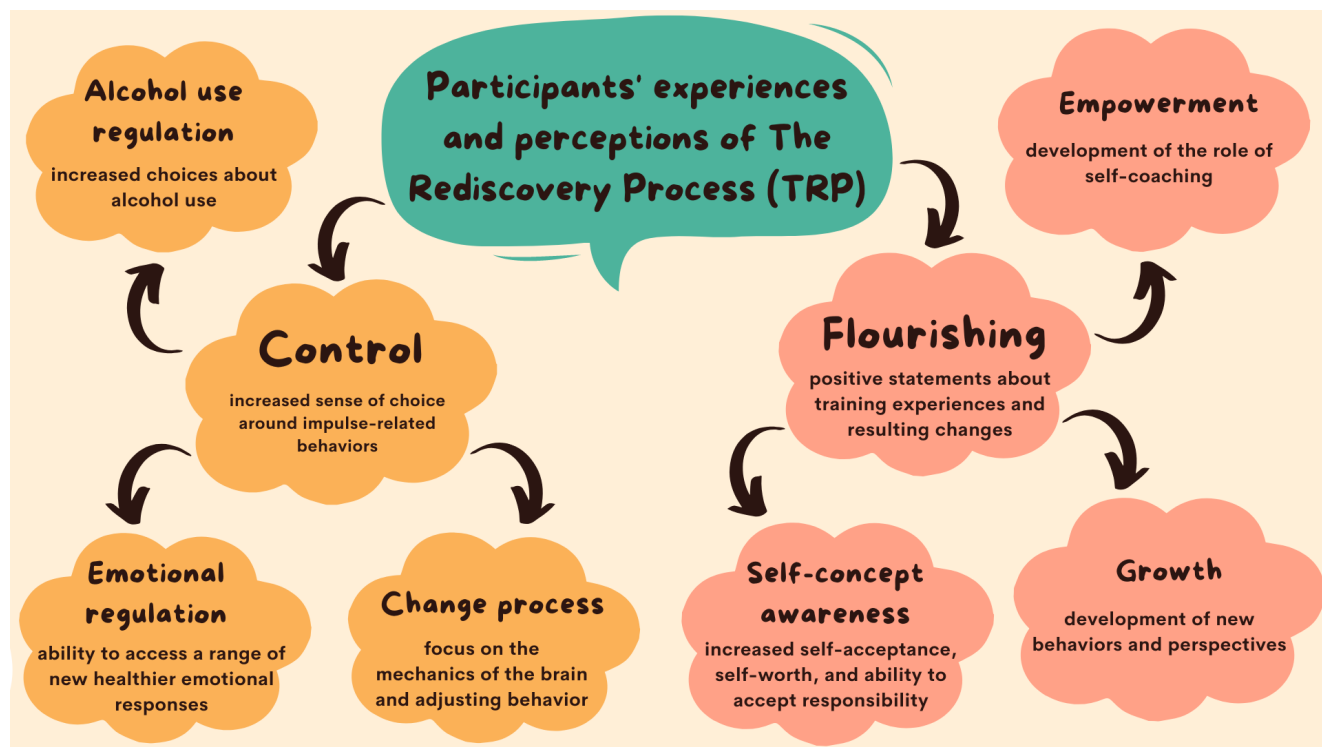 Participants' experiences
and perceptions of The
Rediscovery Process (TRP)
Alcohol use
regulation
increased choices about
alcohol use
Control
increased sense of choice
around impulse-related
behaviors
Emotional
regulation
ability to access a range of
new healthier emotional
responses
Change process
focus on the
mechanics of the brain
and adjusting behavior
Empowerment
development of the role of
self-coaching
Flourishing
positive statements about
training experiences and
resulting changes
Self-concept
awareness
increased self-acceptance,
self-worth, and ability to
accept responsibility
Growth
development of new
behaviors and perspectives